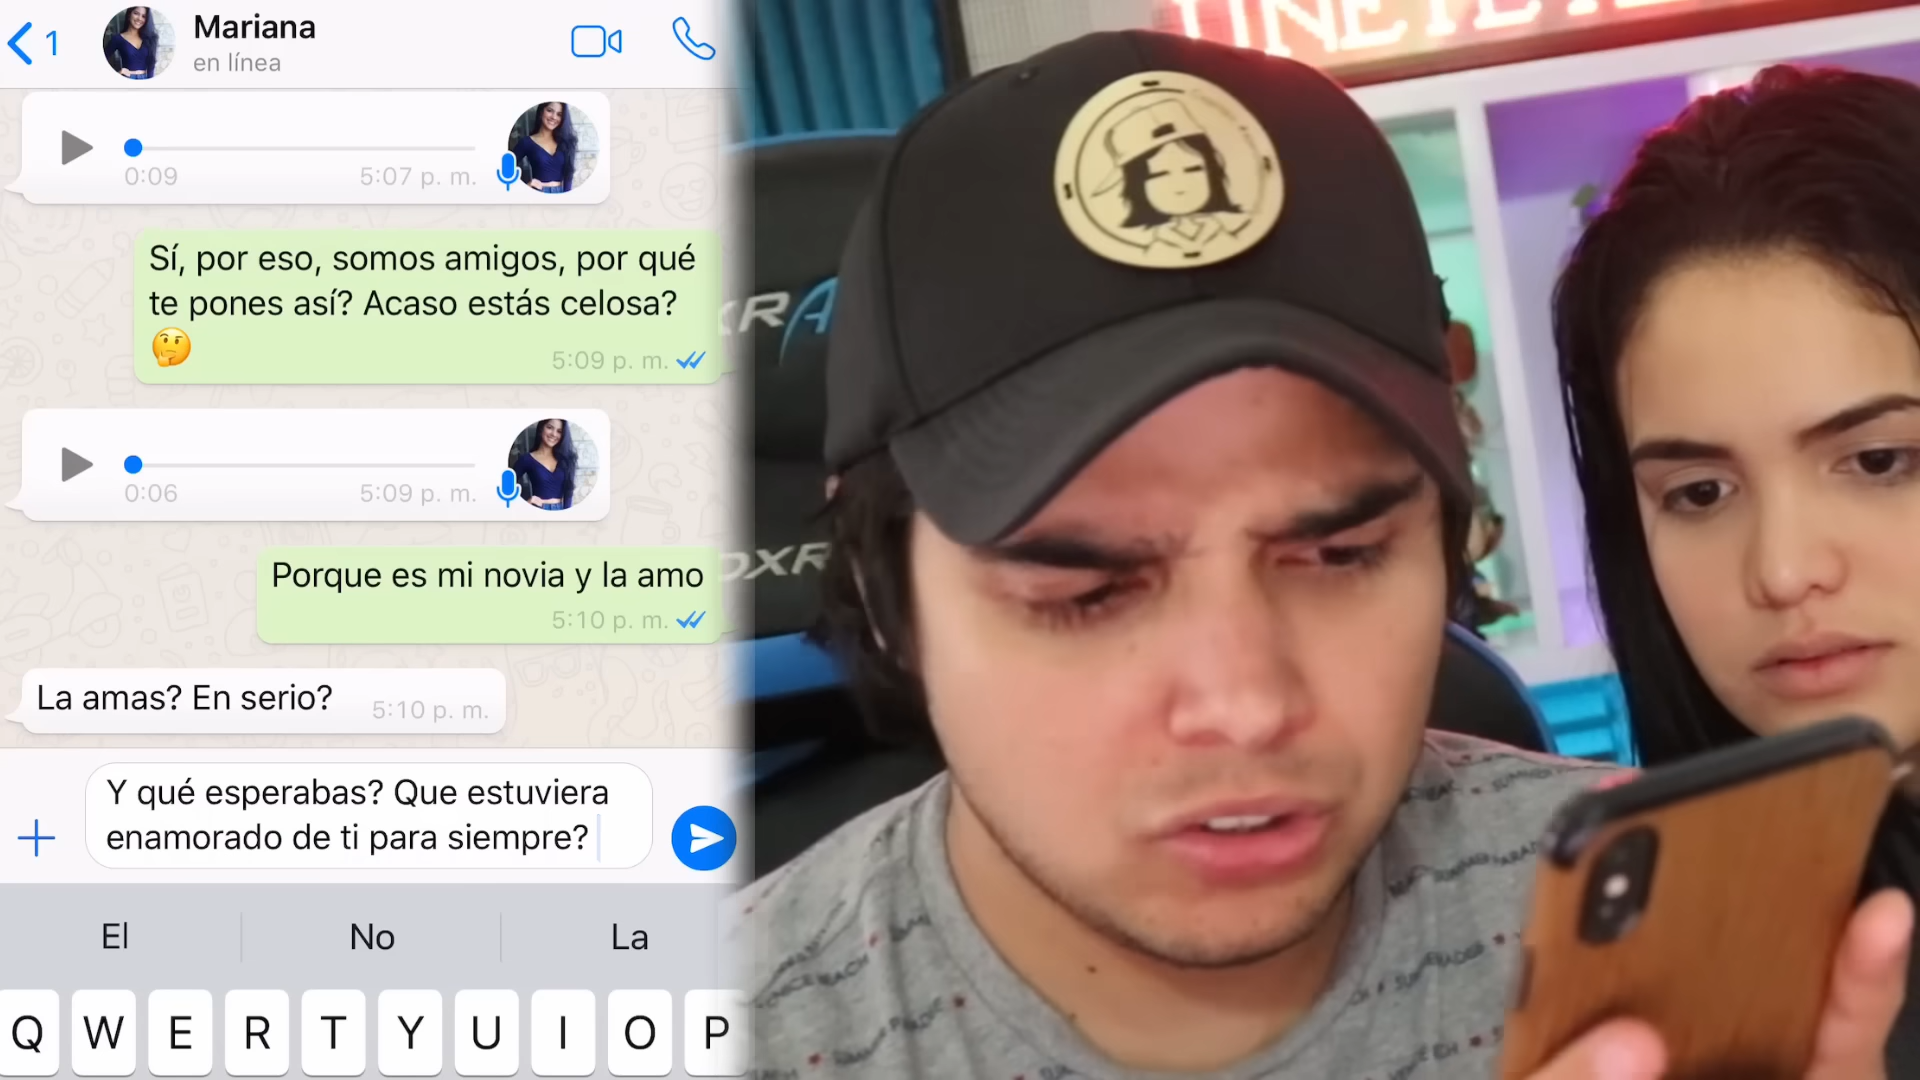 1
Mariana
en línea
0:09
5:07 p. m.
Sí, por eso, somos amigos, por qué
te pones así? Acaso estás celosa?
🤔
5:09 p. m.
0:06
5:09 p. m.
Porque es mi novia y la amo
5:10 p. m.
La amas? En serio?
5:10 p. m.
Y qué esperabas? Que estuviera
enamorado de ti para siempre?
El No La
Q W E R T Y U I O P
ÚNETE